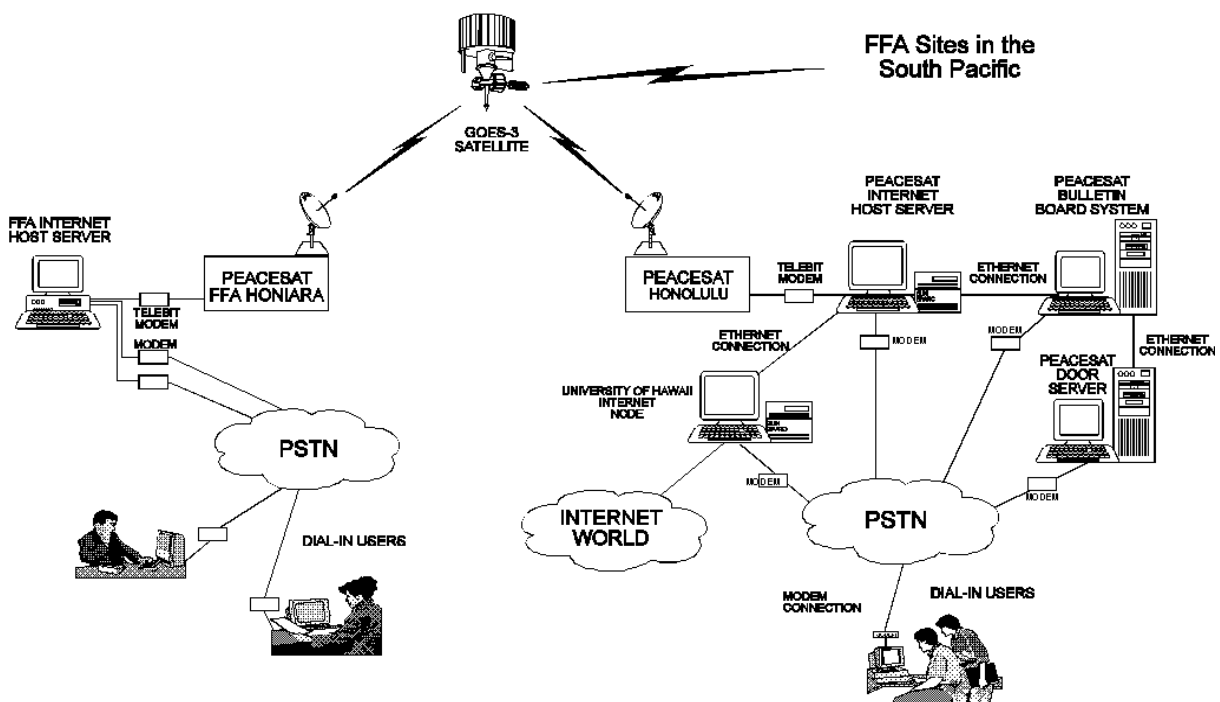 FFA Sites in the
South Pacific
GOES-3
SATELLITE
PEACESAT
INTERNET
HOST SERVER
PEACESAT
BULLETIN
BOARD SYSTEM
FFA INTERNET
HOST SERVER
PEACESAT
FFA HONIARA
TELEBIT
MODEM
MODEM
PEACESAT
HONOLULU
TELEBIT
MODEM
ETHERNET
CONNECTION
ETHERNET
CONNECTION
MODEM
MODEM
ETHERNET
CONNECTION
PEACESAT
DOOR
SERVER
UNIVERSITY OF HAWAII
INTERNET
NODE
PSTN
MODEM
MODEM
INTERNET
WORLD
PSTN
DIAL-IN USERS
MODEM
CONNECTION
DIAL-IN USERS